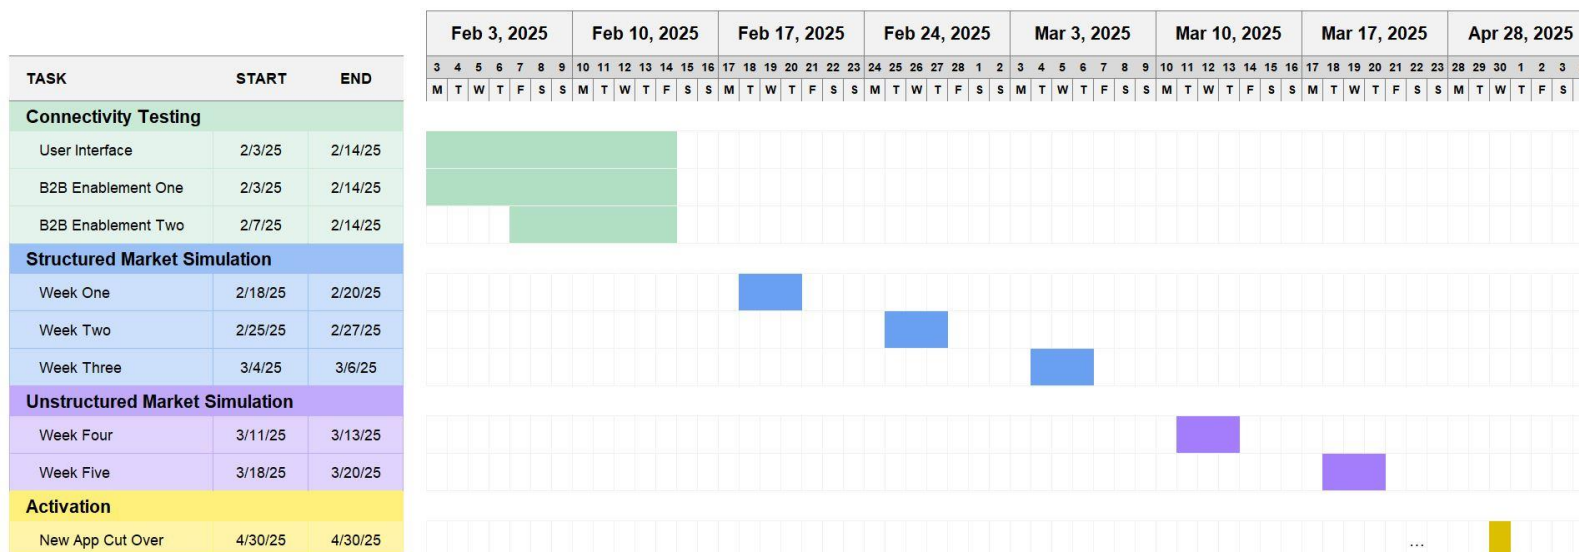 Feb 3, 2025 Feb 10, 2025 Feb 17, 2025 Feb 24, 2025 Mar 3, 2025 Mar 10, 2025 Mar 17, 2025 Apr 28, 2025
3 4 5 6 7 8 9 10 11 12 13 14 15 16 17 18 19 20 21 22 23 24 25 26 27 28 1 2 3 4 5 6 7 8 9 10 11 12 13 14 15 16 17 18 19 20 21 22 23 28 29 30 1 2 3
TASK START END
M T W T F S S M T W T F S S M T W T F S S M T W T F S S M T W T F S S M T W T F S S M T W T F S S M T W T F S
Connectivity Testing
User Interface 2/3/25 2/14/25
B2B Enablement One 2/3/25 2/14/25
B2B Enablement Two 2/7/25 2/14/25
Structured Market Simulation
Week One 2/18/25 2/20/25
Week Two 2/25/25 2/27/25
Week Three 3/4/25 3/6/25
Unstructured Market Simulation
Week Four 3/11/25 3/13/25
Week Five 3/18/25 3/20/25
Activation
New App Cut Over 4/30/25 4/30/25 ...